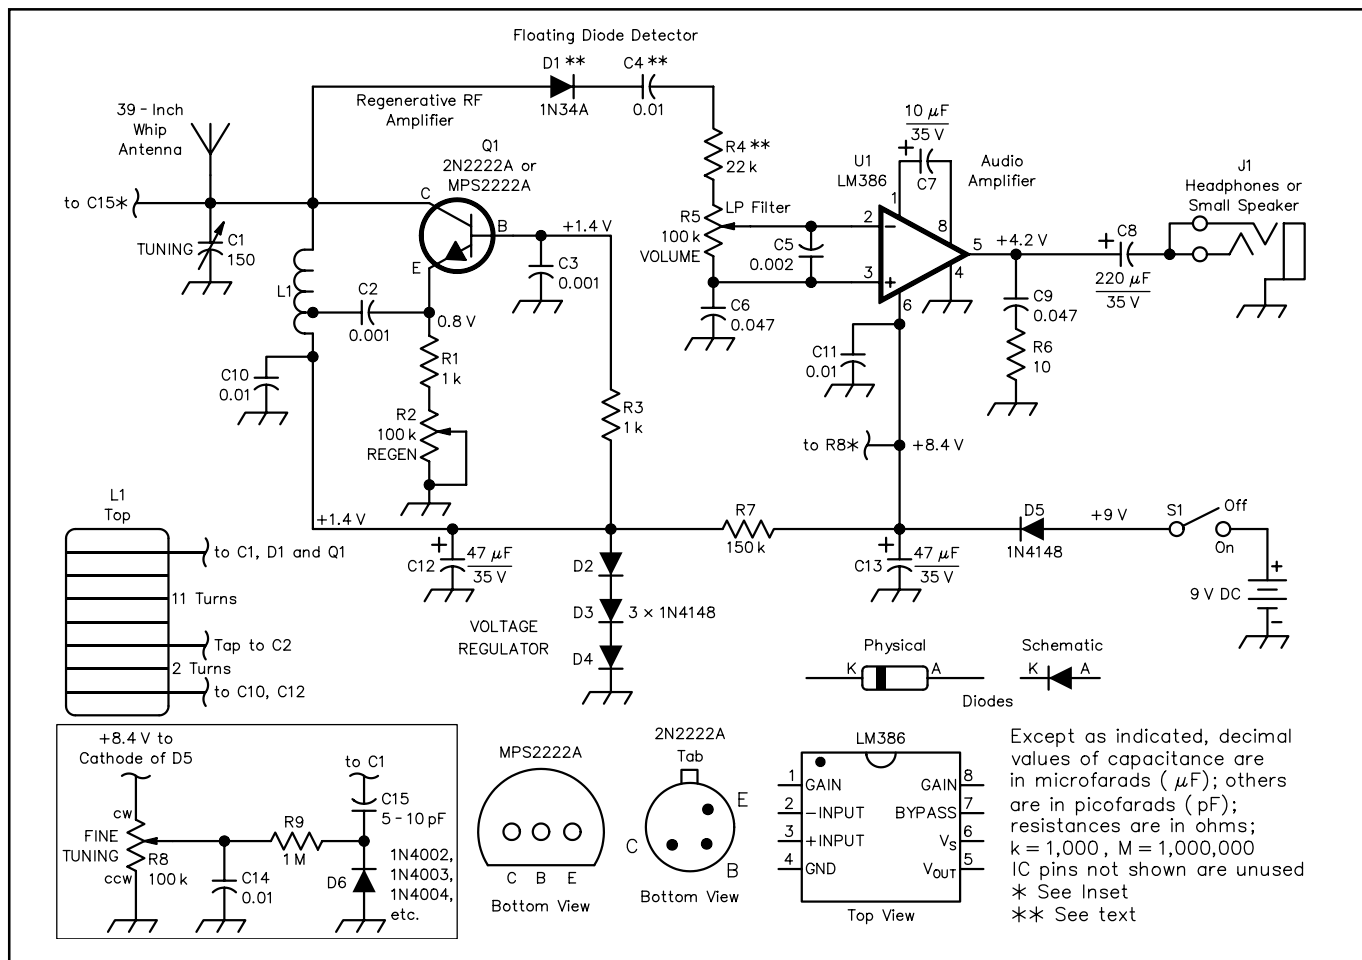 Floating Diode Detector
D1 **
C4 **
1N34A
0.01
Regenerative RF
Amplifier
39 - Inch
Whip
Antenna
to C15*
TUNING
C1
150
Q1
2N2222A or
MPS2222A
C
B
E
+1.4 V
C3
0.001
L1
C2
0.001
0.8 V
R1
1 k
R2
100 k
REGEN
C10
0.01
R3
1 k
R4 **
22 k
R5
100 k
VOLUME
LP Filter
C5
0.002
C6
0.047
U1
LM386
10 µF
35 V
+
C7
Audio
Amplifier
1
2
−
3
+
8
4
5
6
+4.2 V
+
C8
220 µF
35 V
C9
0.047
R6
10
J1
Headphones or
Small Speaker
C11
0.01
to R8*
+8.4 V
+1.4 V
+
C12
47 µF
35 V
R7
150 k
D2
D3
3 × 1N4148
D4
VOLTAGE
REGULATOR
+
C13
47 µF
35 V
D5
1N4148
+9 V
S1
Off
On
9 V DC
+
−
L1
Top
to C1, D1 and Q1
11 Turns
Tap to C2
2 Turns
to C10, C12
Physical
K
A
Schematic
K
A
Diodes
+8.4 V to
Cathode of D5
CW
FINE
TUNING
R8
100 k
CCW
R9
1 M
C14
0.01
to C1
C15
5 - 10 pF
D6
1N4002,
1N4003,
1N4004,
etc.
MPS2222A
C B E
Bottom View
2N2222A
Tab
E
C
B
Bottom View
LM386
1 GAIN
2 −INPUT
3 +INPUT
4 GND
GAIN 8
BYPASS 7
VS 6
VOUT 5
Top View
Except as indicated, decimal
values of capacitance are
in microfarads ( µF); others
are in picofarads ( pF);
resistances are in ohms;
k = 1,000 , M = 1,000,000
IC pins not shown are unused
* See Inset
** See text